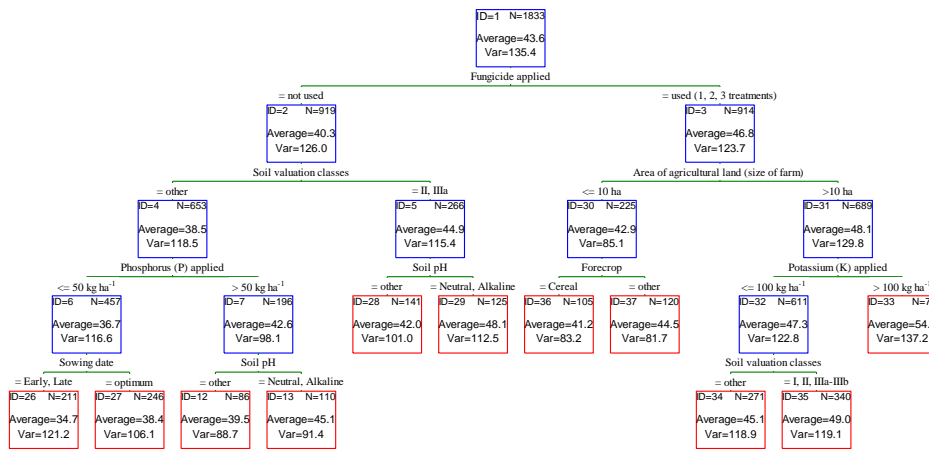 ID=1 N=1833
Average=43.6
Var=135.4
Fungicide applied
= not used
= used (1, 2, 3 treatments)
ID=2 N=919
Average=40.3
Var=126.0
ID=3 N=914
Average=46.8
Var=123.7
Soil valuation classes
Area of agricultural land (size of farm)
= other
= II, IIIa
<= 10 ha
>10 ha
ID=4 N=653
Average=38.5
Var=118.5
ID=5 N=266
Average=44.9
Var=115.4
ID=30 N=225
Average=42.9
Var=85.1
ID=31 N=689
Average=48.1
Var=129.8
Phosphorus (P) applied
Soil pH
Forecrop
Potassium (K) applied
<= 50 kg ha⁻¹
> 50 kg ha⁻¹
= other
= Neutral, Alkaline
= Cereal
= other
<= 100 kg ha⁻¹
> 100 kg ha⁻¹
ID=6 N=457
Average=36.7
Var=116.6
ID=7 N=196
Average=42.6
Var=98.1
ID=28 N=141
Average=42.0
Var=101.0
ID=29 N=125
Average=48.1
Var=112.5
ID=36 N=105
Average=41.2
Var=83.2
ID=37 N=120
Average=44.5
Var=81.7
ID=32 N=611
Average=47.3
Var=122.8
ID=33 N=7
Average=54.
Var=137.2
Sowing date
Soil pH
Soil valuation classes
= Early, Late
= optimum
= other
= Neutral, Alkaline
= other
= I, II, IIIa-IIIb
ID=26 N=211
Average=34.7
Var=121.2
ID=27 N=246
Average=38.4
Var=106.1
ID=12 N=86
Average=39.5
Var=88.7
ID=13 N=110
Average=45.1
Var=91.4
ID=34 N=271
Average=45.1
Var=118.9
ID=35 N=340
Average=49.0
Var=119.1